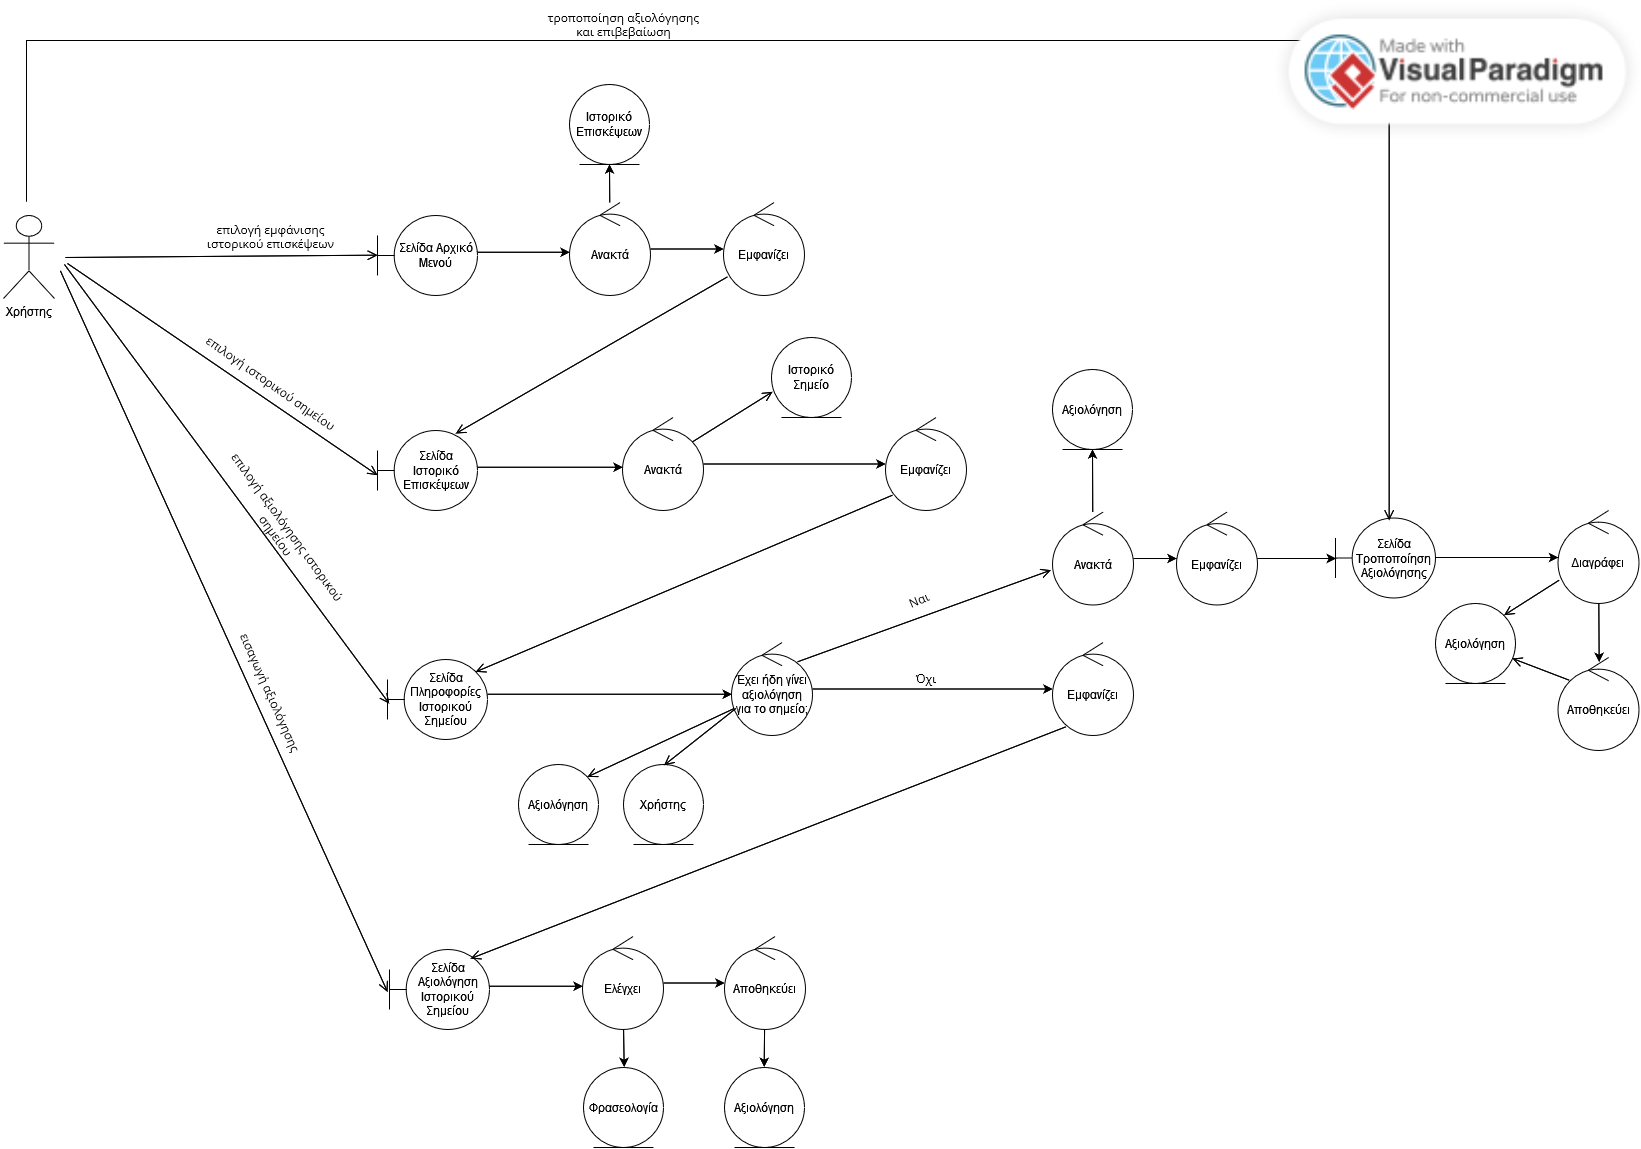 τροποποίηση αξιολόγησης
και επιβεβαίωση
Made with
Visual Paradigm
For non-commercial use
Ιστορικό
Επισκέψεων
επιλογή εμφάνισης
ιστορικού επισκέψεων
Σελίδα Αρχικό
Μενού
Ανακτά
Εμφανίζει
Χρήστης
επιλογή ιστορικού σημείου
Ιστορικό
Σημείο
Σελίδα
Ιστορικό
Επισκέψεων
Ανακτά
Εμφανίζει
Αξιολόγηση
επιλογή αξιολόγησης ιστορικού
σημείου
Ανακτά
Εμφανίζει
Σελίδα
Τροποποίηση
Αξιολόγησης
Διαγράφει
Αξιολόγηση
Αποθηκεύει
Ναι
Σελίδα
Πληροφορίες
Ιστορικού
Σημείου
Έχει ήδη γίνει
αξιολόγηση
για το σημείο;
Όχι
Εμφανίζει
εισαγωγή αξιολόγησης
Αξιολόγηση
Χρήστης
Σελίδα
Αξιολόγηση
Ιστορικού
Σημείου
Ελέγχει
Αποθηκεύει
Φρασεολογία
Αξιολόγηση